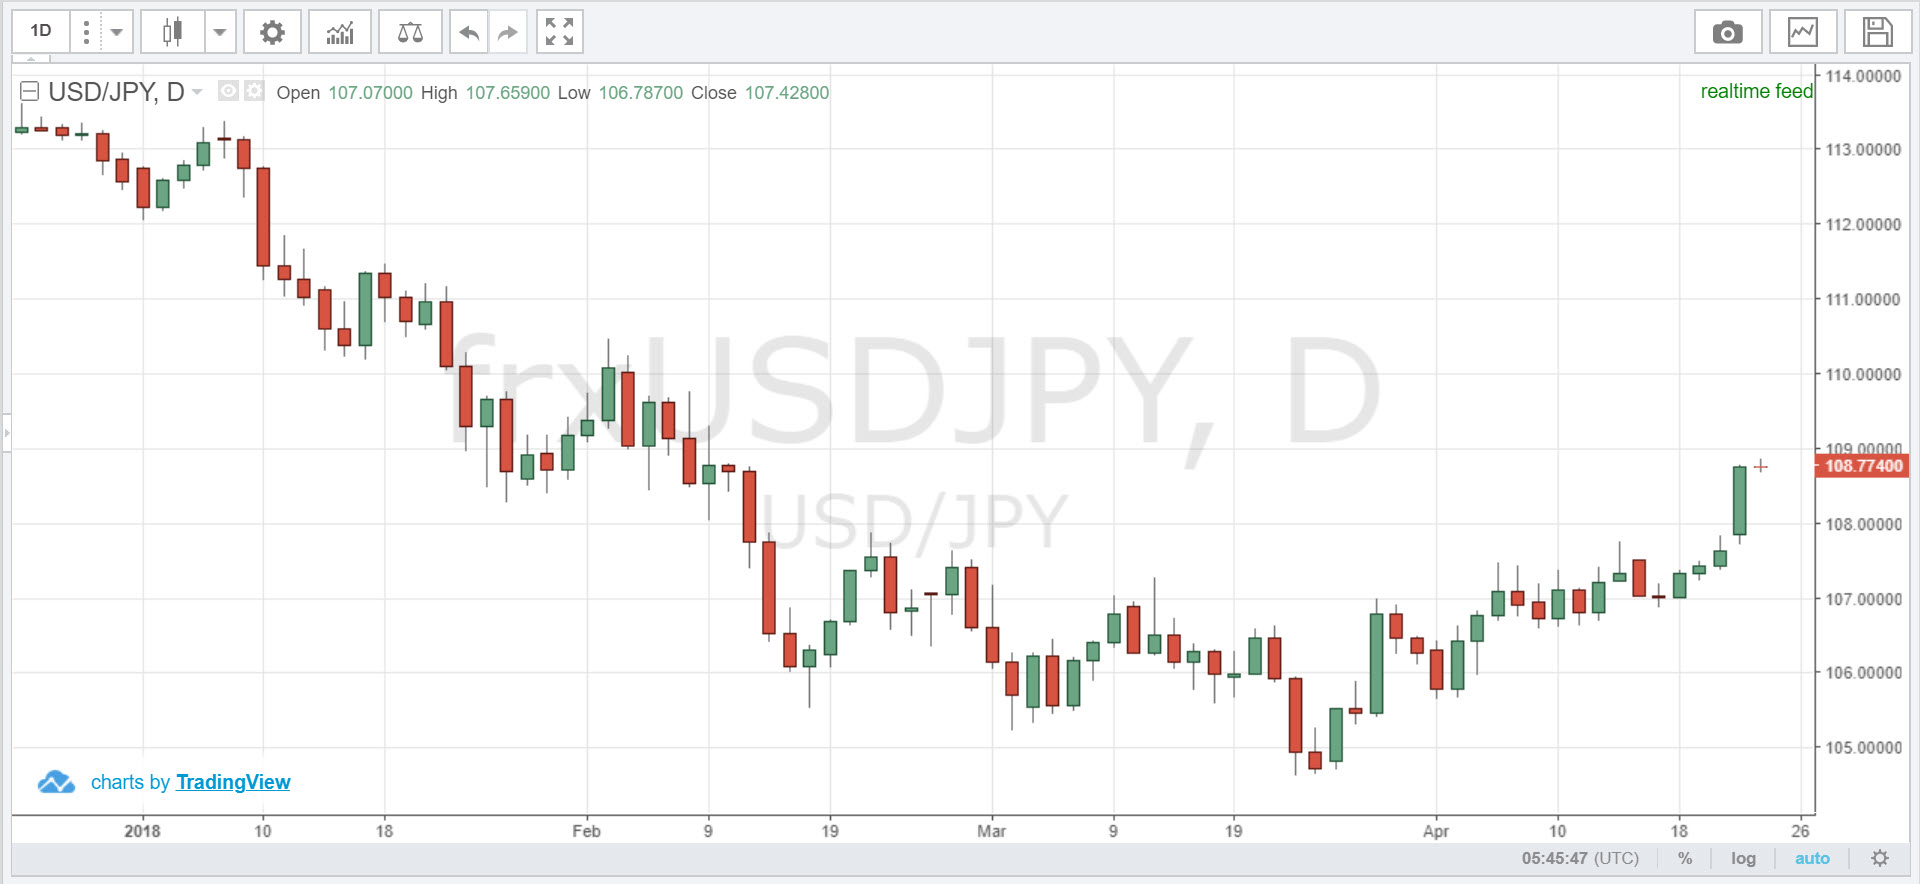 1D
USD/JPY, D Open 107.07000 High 107.65900 Low 106.78700 Close 107.42800
realtime feed
114.00000
113.00000
112.00000
111.00000
110.00000
109.00000
108.77400
108.00000
107.00000
106.00000
105.00000
frxUSDJPY, D
USD/JPY
charts by TradingView
2018 10 18 Feb 9 19 Mar 9 19 Apr 10 18 26
05:45:47 (UTC) % log auto